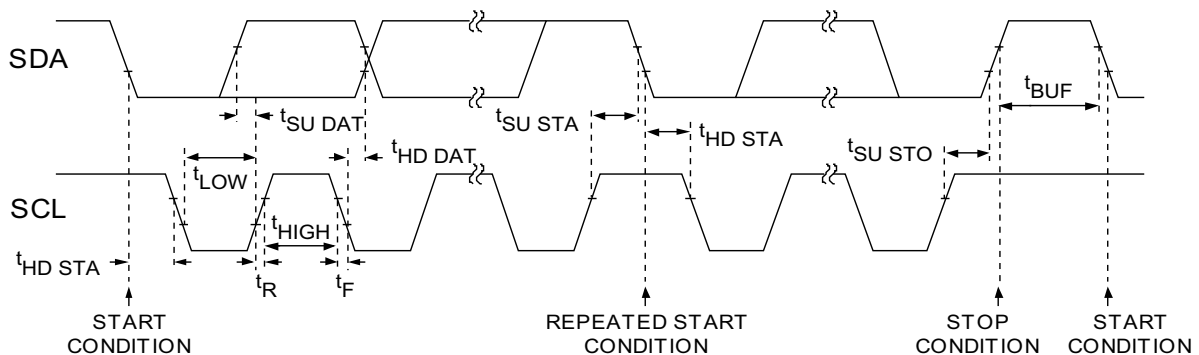 SDA
tBUF
tSU DAT
tSU STA
tHD STA
tHD DAT
tSU STO
tLOW
SCL
tHIGH
tHD STA
tR
tF
START
CONDITION
REPEATED START
CONDITION
STOP
CONDITION
START
CONDITION